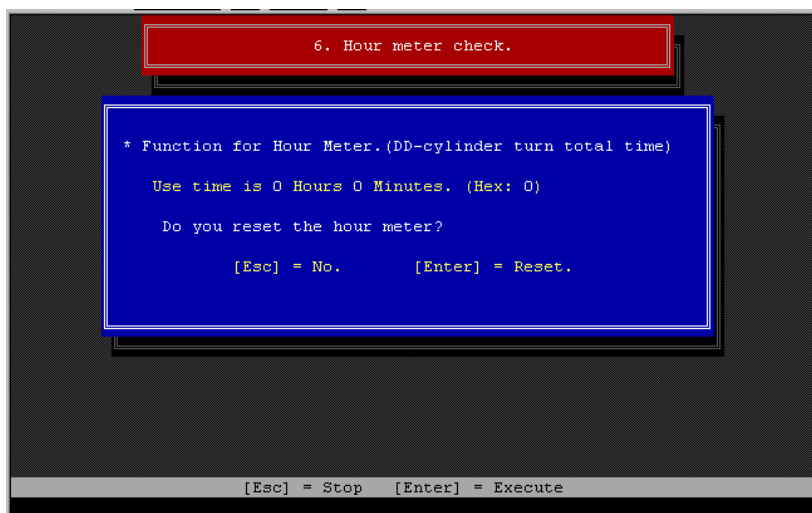 6. Hour meter check.
* Function for Hour Meter.(DD-cylinder turn total time)
Use time is 0 Hours 0 Minutes. (Hex: 0)
Do you reset the hour meter?
[Esc] = No. [Enter] = Reset.
[Esc] = Stop [Enter] = Execute